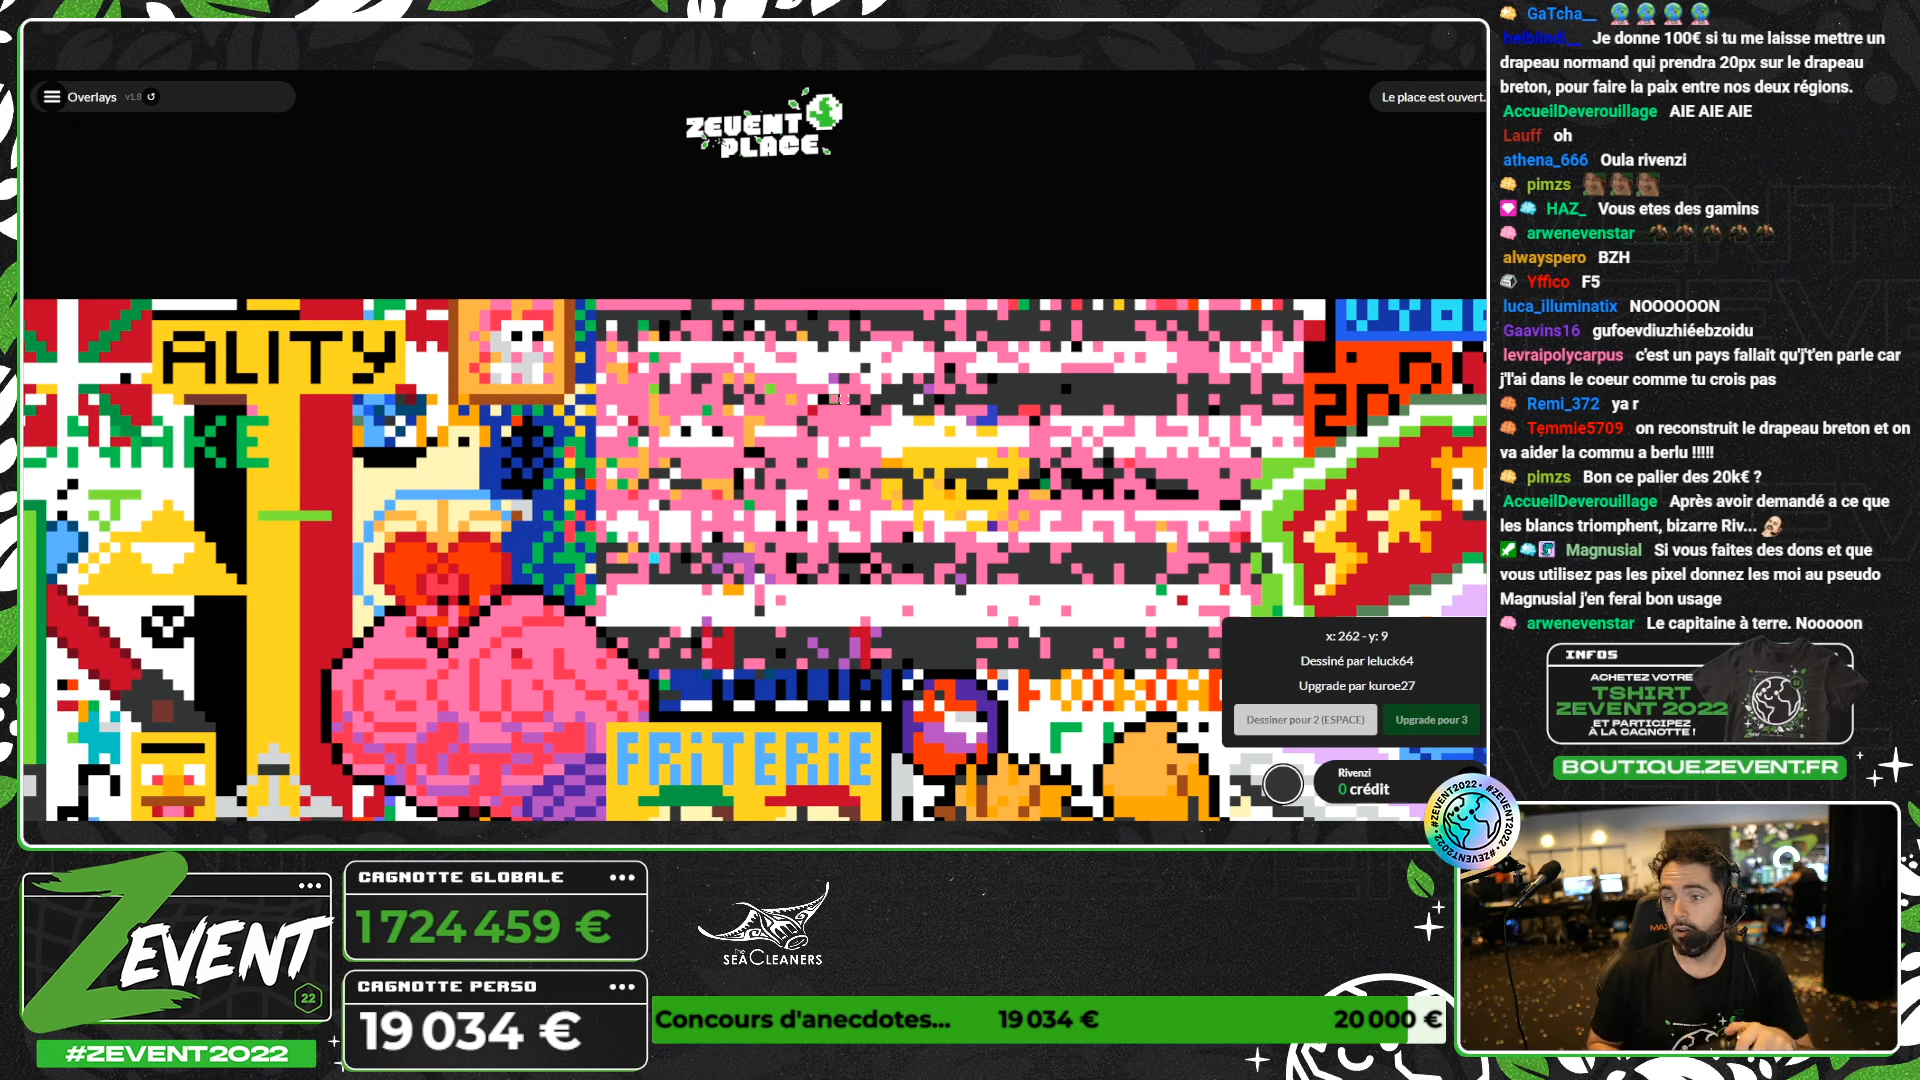 Overlays v1.8
ZEVENT PLACE
Le place est ouvert.
ALITY
AKE
FRITERIE
x: 262 - y: 9
Dessiné par leluck64
Upgrade par kuroe27
Dessiner pour 2 (ESPACE)
Upgrade pour 3
Rivenzi
0 crédit
GaTcha__
helblindi__ Je donne 100€ si tu me laisse mettre un
drapeau normand qui prendra 20px sur le drapeau
breton, pour faire la paix entre nos deux régions.
AccueilDeverouillage AIE AIE AIE
Lauff oh
athena_666 Oula rivenzi
pimzs
HAZ_ Vous etes des gamins
arwenevenstar
alwayspero BZH
Yffico F5
luca_illuminatix NOOOOOON
Gaavins16 gufoevdiuzhiéebzoidu
levraipolycarpus c'est un pays fallait qu'j't'en parle car
j'l'ai dans le coeur comme tu crois pas
Remi_372 ya r
Temmie5709 on reconstruit le drapeau breton et on
va aider la commu a berlu !!!!!
pimzs Bon ce palier des 20k€ ?
AccueilDeverouillage Après avoir demandé a ce que
les blancs triomphent, bizarre Riv...
Magnusial Si vous faites des dons et que
vous utilisez pas les pixel donnez les moi au pseudo
Magnusial j'en ferai bon usage
arwenevenstar Le capitaine à terre. Nooooon
INFOS
ACHETEZ VOTRE
TSHIRT
ZEVENT 2022
ET PARTICIPEZ
À LA CAGNOTTE !
BOUTIQUE.ZEVENT.FR
#ZEVENT2022
ZEVENT
22
#ZEVENT2022
CAGNOTTE GLOBALE
1 724 459 €
CAGNOTTE PERSO
19 034 €
The SEACLEANERS
Concours d'anecdotes... 19 034 € 20 000 €